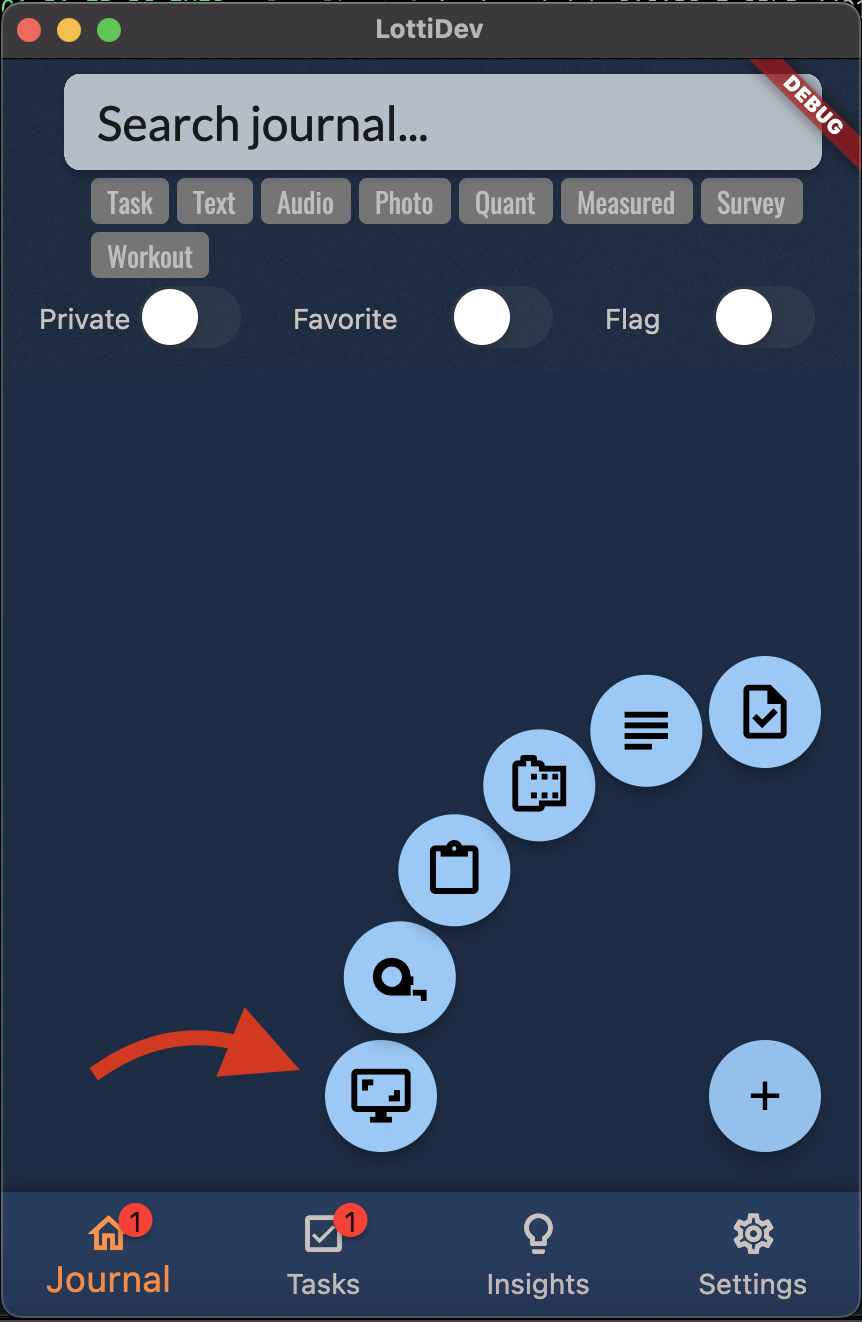 LottiDev
DEBUG
Search journal...
Task Text Audio Photo Quant Measured Survey
Workout
Private Favorite Flag
+
1 1
Journal Tasks Insights Settings